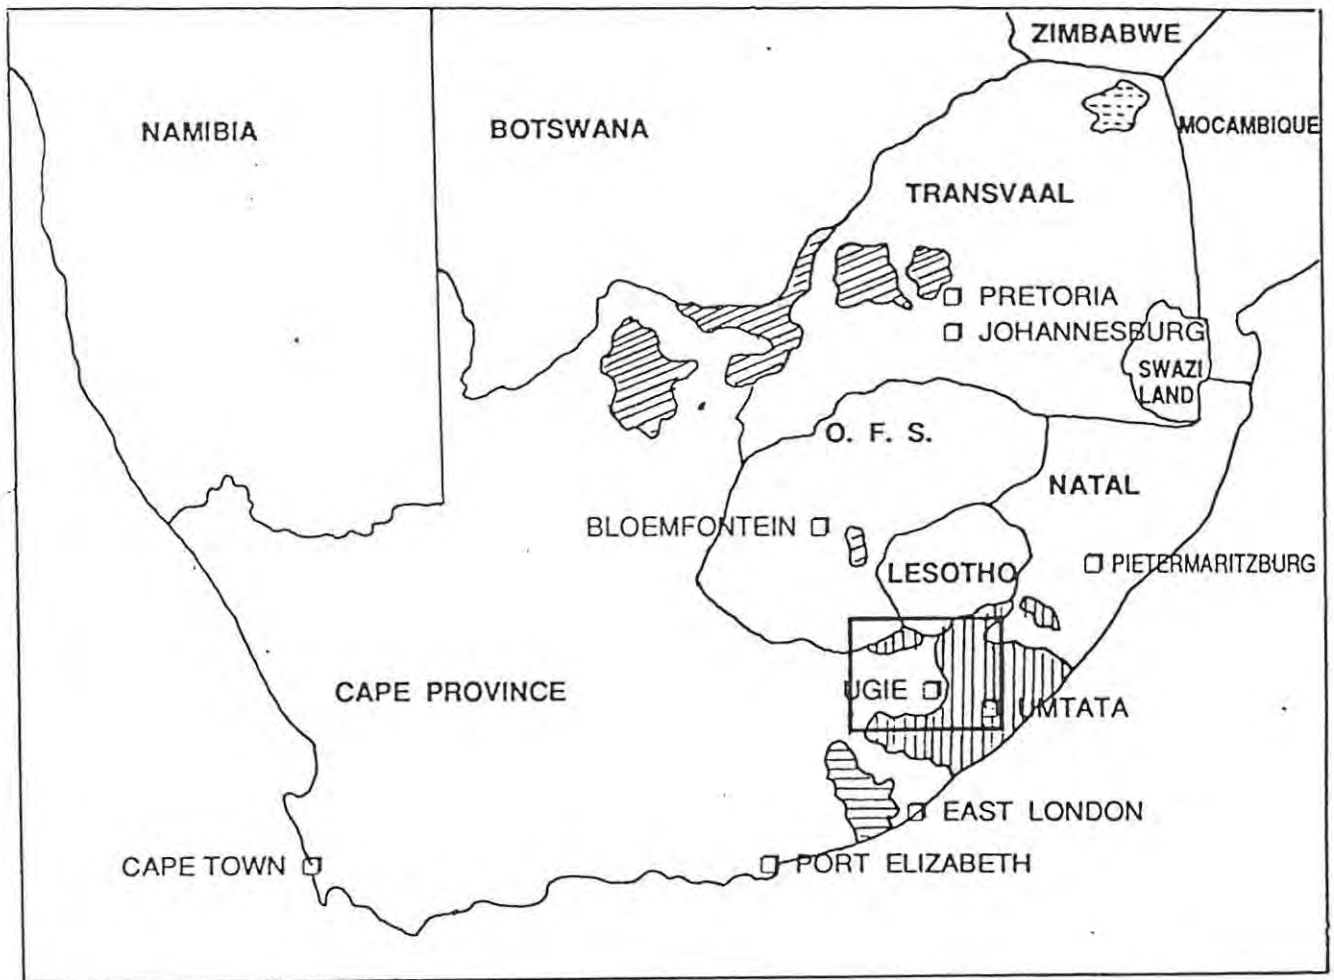 ZIMBABWE
NAMIBIA
BOTSWANA
MOCAMBIQUE
TRANSVAAL
PRETORIA
JOHANNESBURG
SWAZI
LAND
O. F. S.
NATAL
BLOEMFONTEIN
LESOTHO
PIETERMARITZBURG
CAPE PROVINCE
UGIE
UMTATA
EAST LONDON
CAPE TOWN
PORT ELIZABETH